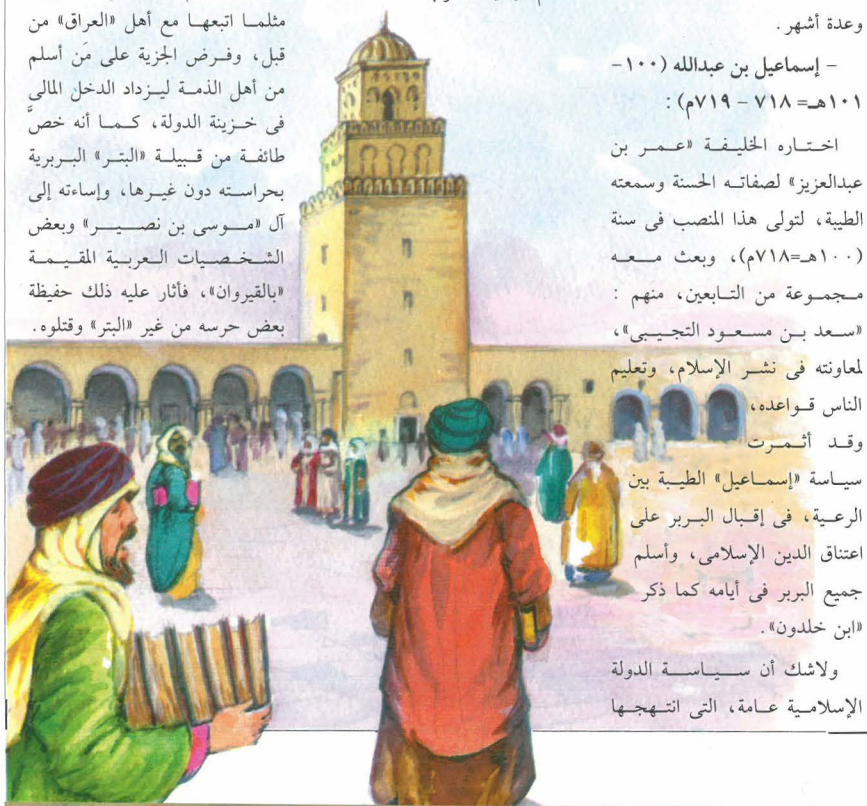 وعدة أشهر.
- إسماعيل بن عبدالله (١٠٠ -
١٠١هـ= ٧١٨ - ٧١٩م) :
اختاره الخليفة «عمر بن
عبدالعزيز» لصفاته الحسنة وسمعته
الطيبة، لتولى هذا المنصب فى سنة
(١٠٠هـ=٧١٨م)، وبعث معه
مجموعة من التابعين، منهم :
«سعد بن مسعود التجيبى»،
لمعاونته فى نشر الإسلام، وتعليم
الناس قواعده،
وقد أثمرت
سياسة «إسماعيل» الطيبة بين
الرعية، فى إقبال البربر على
اعتناق الدين الإسلامى، وأسلم
جميع البربر فى أيامه كما ذكر
«ابن خلدون».
ولاشك أن سياسة الدولة
الإسلامية عامة، التى انتهجها
مثلما اتبعها مع أهل «العراق» من
قبل، وفرض الجزية على مَن أسلم
من أهل الذمة ليزداد الدخل المالى
فى خزينة الدولة، كما أنه خصَّ
طائفة من قبيلة «البتر» البربرية
بحراسته دون غيرها، وإساءته إلى
آل «موسى بن نصير» وبعض
الشخصيات العربية المقيمة
«بالقيروان»، فأثار عليه ذلك حفيظة
بعض حرسه من غير «البتر» وقتلوه.